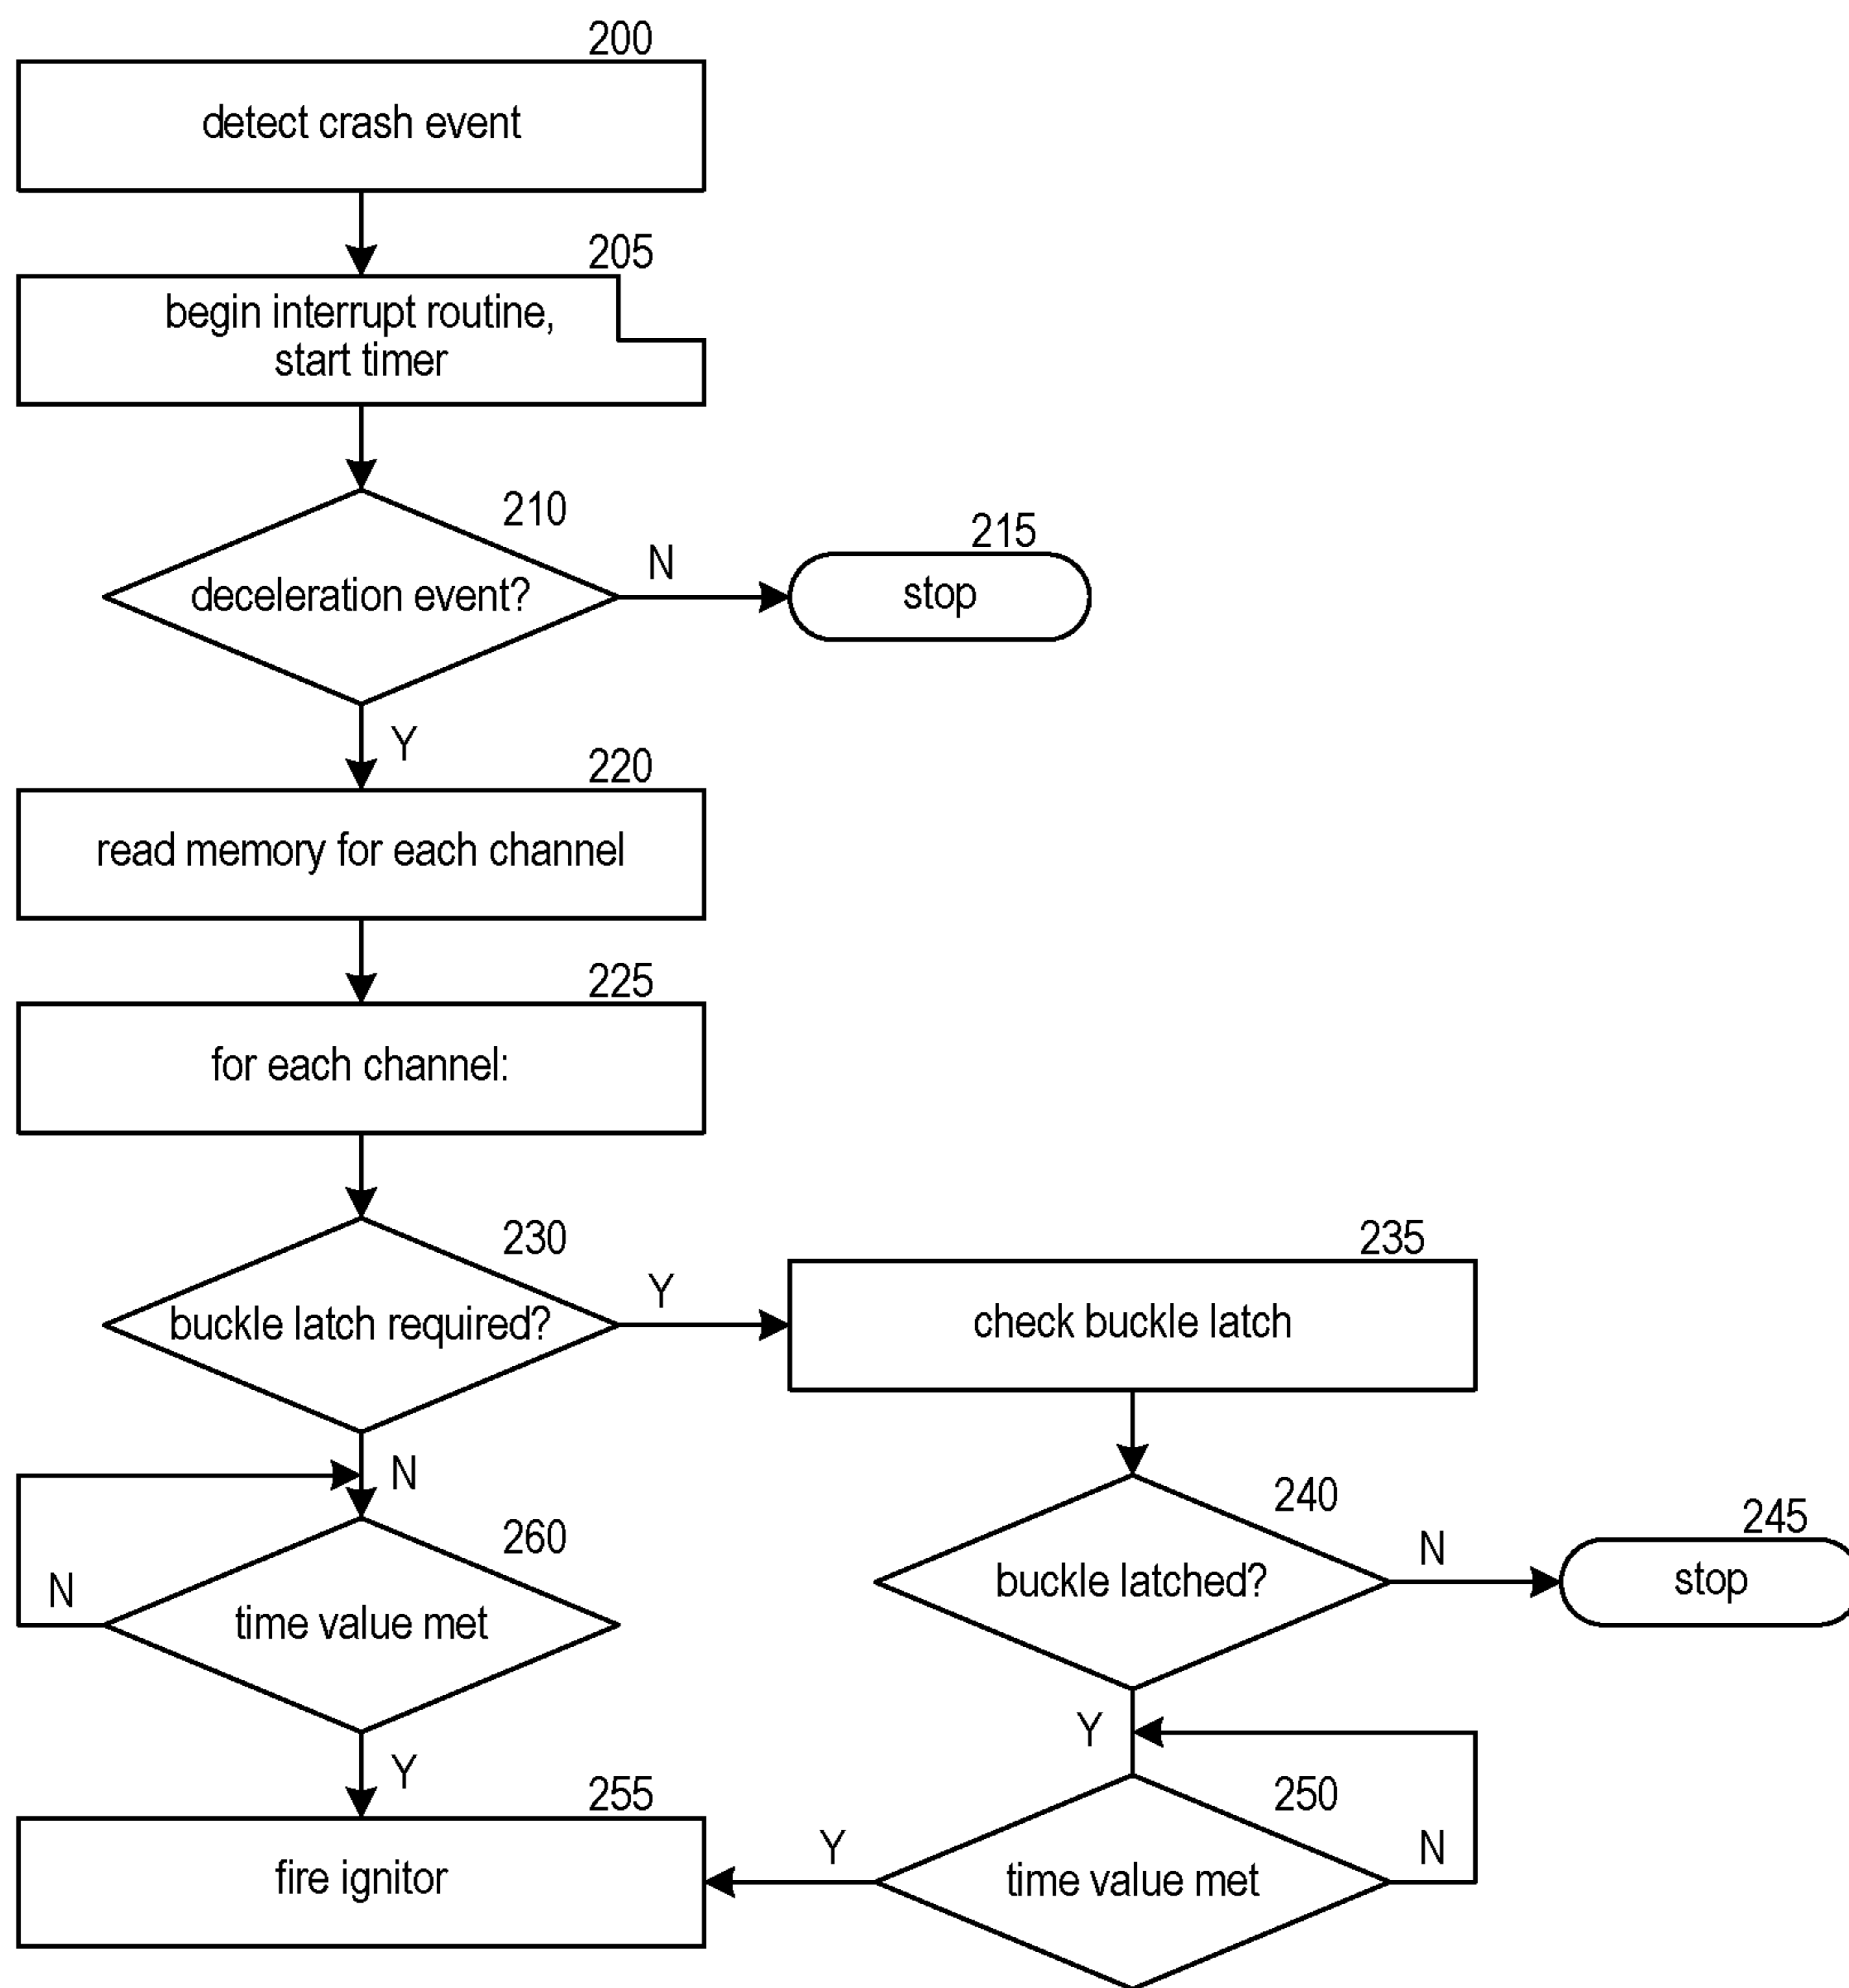 200
detect crash event
205
begin interrupt routine,
start timer
210
deceleration event?
N
215
stop
Y
220
read memory for each channel
225
for each channel:
230
buckle latch required?
Y
235
check buckle latch
N
240
buckle latched?
N
245
stop
260
time value met
N
Y
Y
250
time value met
N
Y
255
fire ignitor